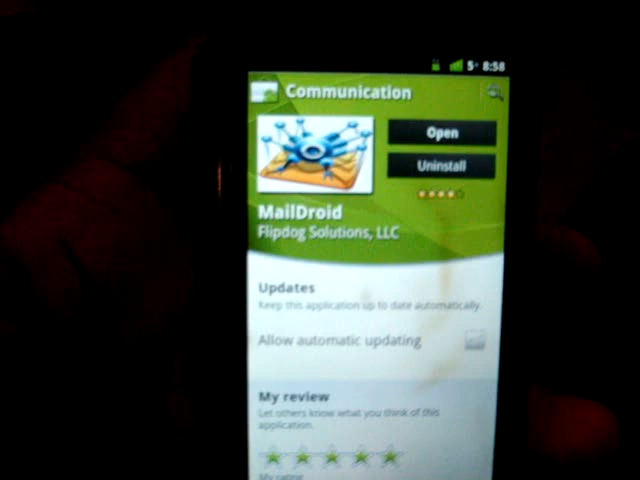 8:58
Communication
Open
Uninstall
MailDroid
Flipdog Solutions, LLC
Updates
Keep this application up to date automatically.
Allow automatic updating
My review
Let others know what you think of this
application.
My rating